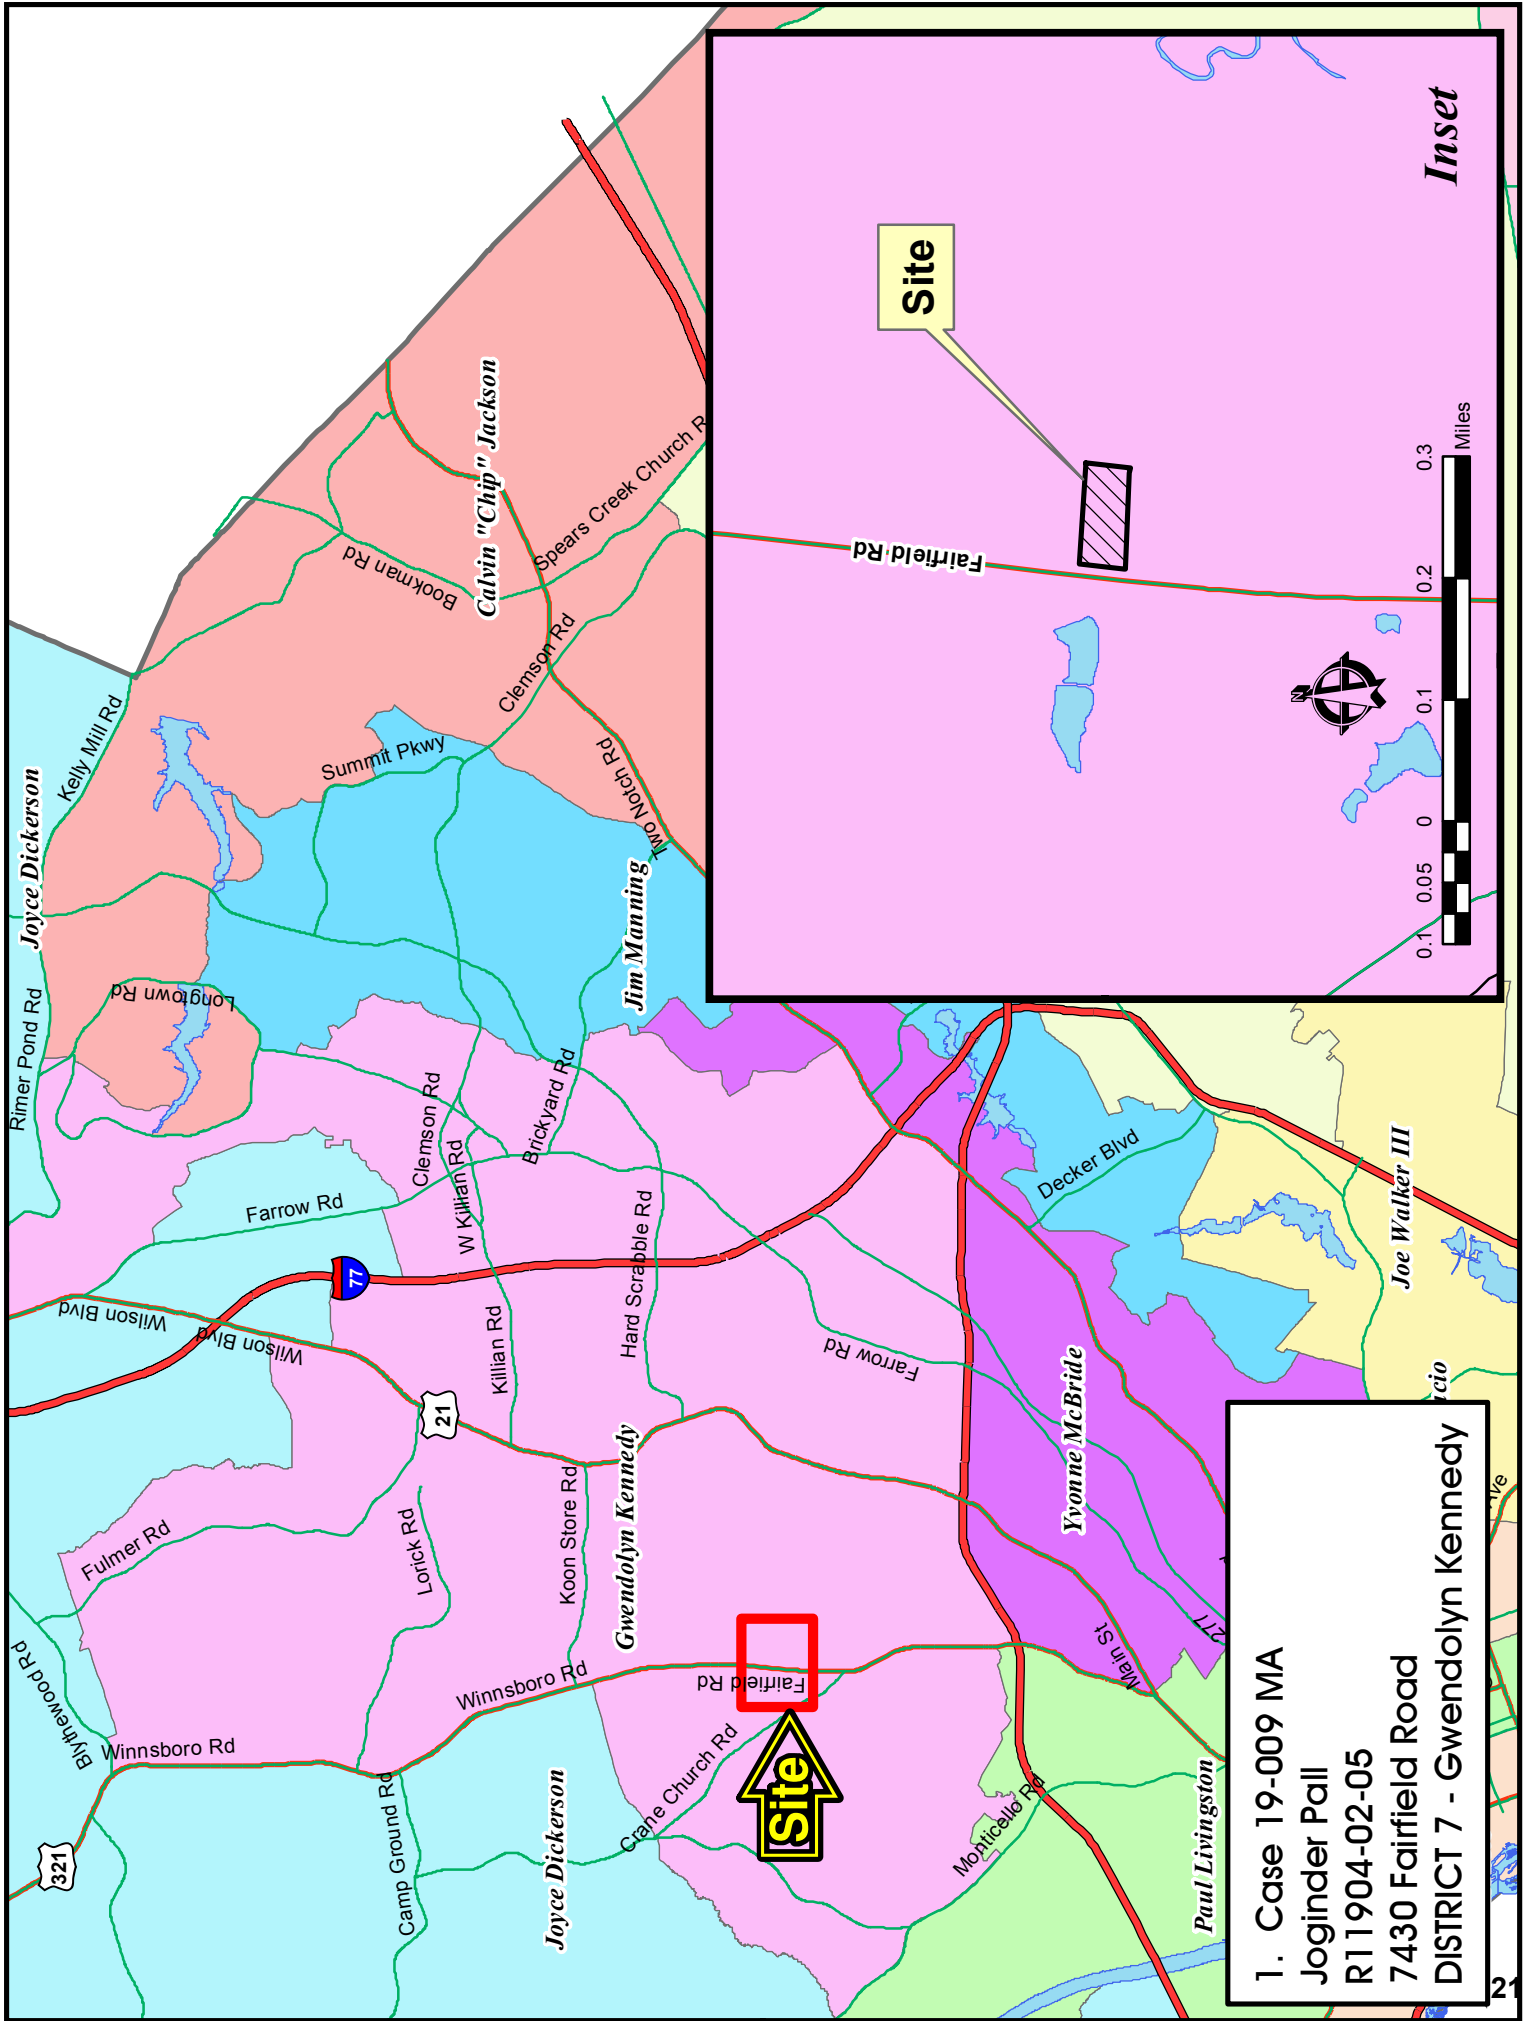 Blythewood Rd
Fulmer Rd
Wilson Blvd
Wilson Blvd
Farrow Rd
Rimer Pond Rd
Longtown Rd
Joyce Dickerson
Kelly Mill Rd
321
Winnsboro Rd
Camp Ground Rd
Lorick Rd
21
77
Killian Rd
W Killian Rd
Clemson Rd
Summit Pkwy
Bookman Rd
Calvin "Chip" Jackson
Joyce Dickerson
Winnsboro Rd
Koon Store Rd
Gwendolyn Kennedy
Hard Scrabble Rd
Brickyard Rd
Jim Manning
Two Notch Rd
Clemson Rd
Spears Creek Church R
Crane Church Rd
Fairfield Rd
Site
Farrow Rd
Monticello Rd
Main St
277
Yvonne McBride
Decker Blvd
Paul Livingston
Joe Walker III
cio
Ave
Site
Fairfield Rd
N
0.1 0.05 0 0.1 0.2 0.3
Miles
Inset
1. Case 19-009 MA
Joginder Pall
R11904-02-05
7430 Fairfield Road
DISTRICT 7 - Gwendolyn Kennedy
21